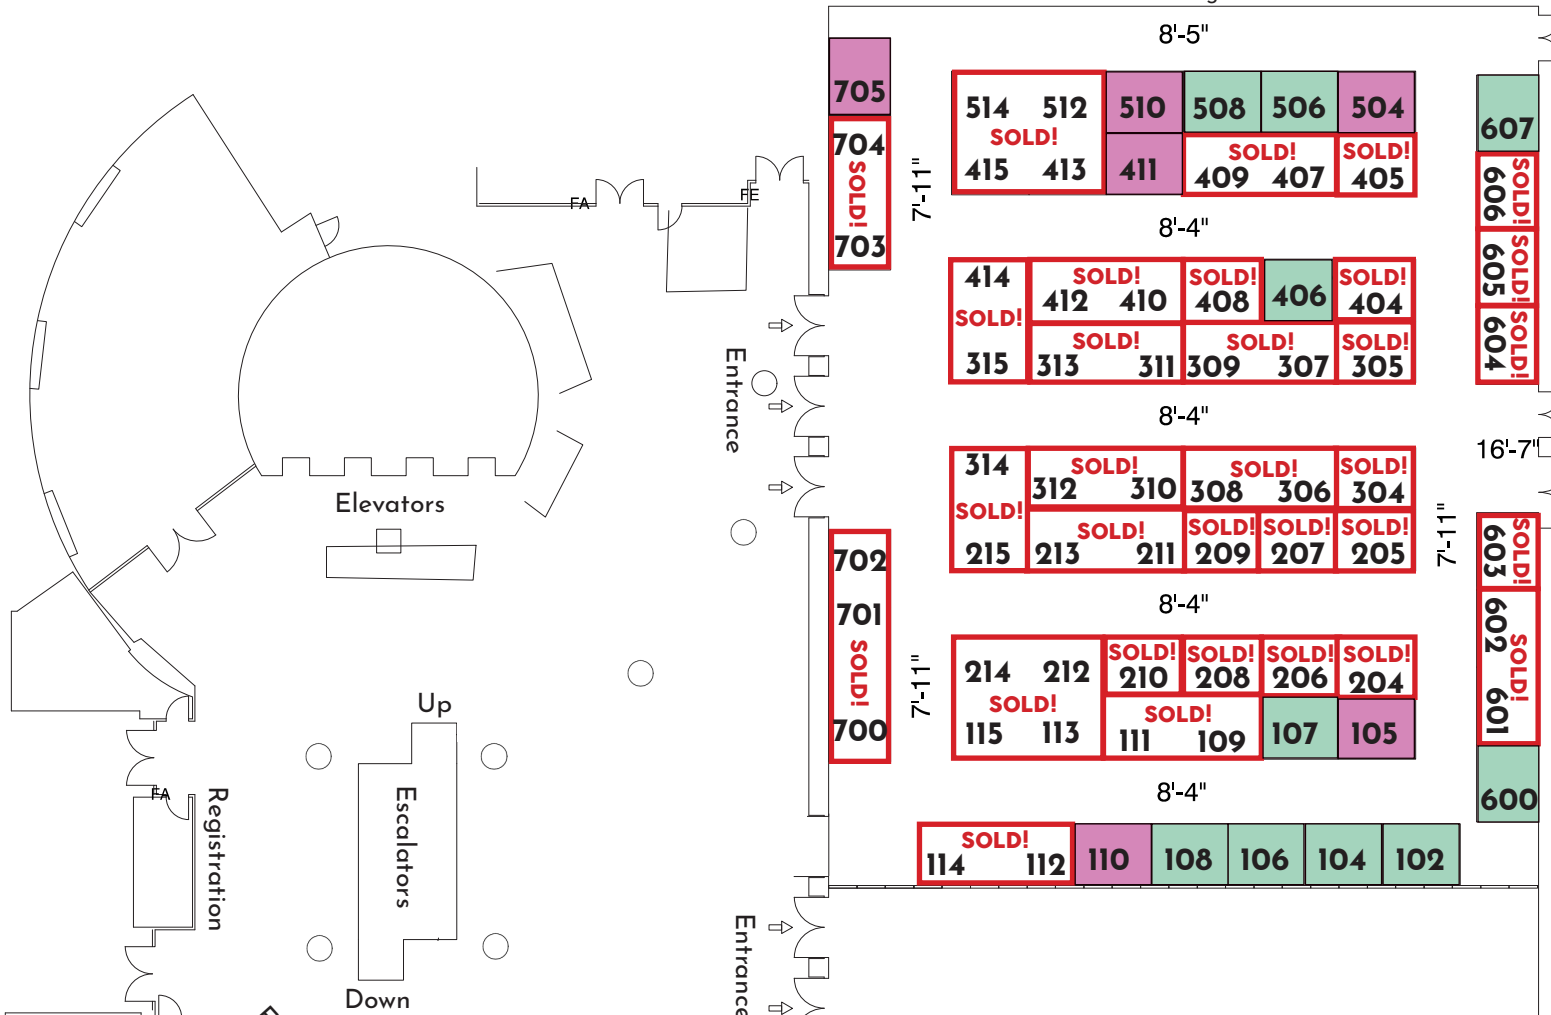 8'-5"
705
514 512
SOLD!
415 413
510
508
506
504
411
SOLD!
409 407
SOLD!
405
607
704
SOLD!
703
7'-11"
606
SOLD!
605
SOLD!
604
SOLD!
FA
FE
8'-4"
414
SOLD!
315
SOLD!
412 410
SOLD!
408
406
SOLD!
404
SOLD!
313 311
SOLD!
309 307
SOLD!
305
Entrance
8'-4"
16'-7"
314
SOLD!
215
SOLD!
312 310
SOLD!
308 306
SOLD!
304
SOLD!
213 211
SOLD!
209
SOLD!
207
SOLD!
205
7'-11"
Elevators
702
701
SOLD!
700
603
SOLD!
602 601
SOLD!
8'-4"
7'-11"
214 212
SOLD!
115 113
SOLD!
210
SOLD!
208
SOLD!
206
SOLD!
204
SOLD!
111 109
107
105
600
Up
Escalators
Down
FA
Registration
8'-4"
SOLD!
114 112
110
108
106
104
102
Entrance